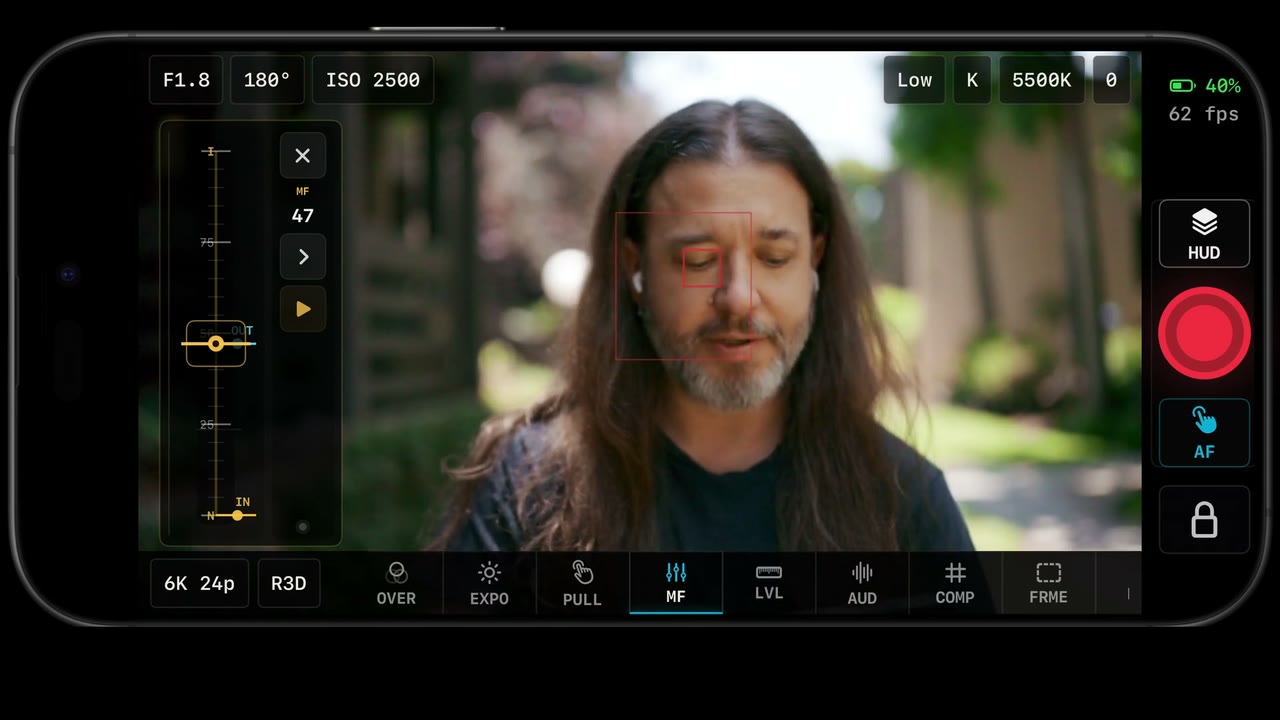 F1.8
180°
ISO 2500
Low
K
5500K
0
40%
62 fps
I
75
OUT
25
IN
N
MF
47
HUD
AF
6K 24p
R3D
OVER
EXPO
PULL
MF
LVL
AUD
COMP
FRME